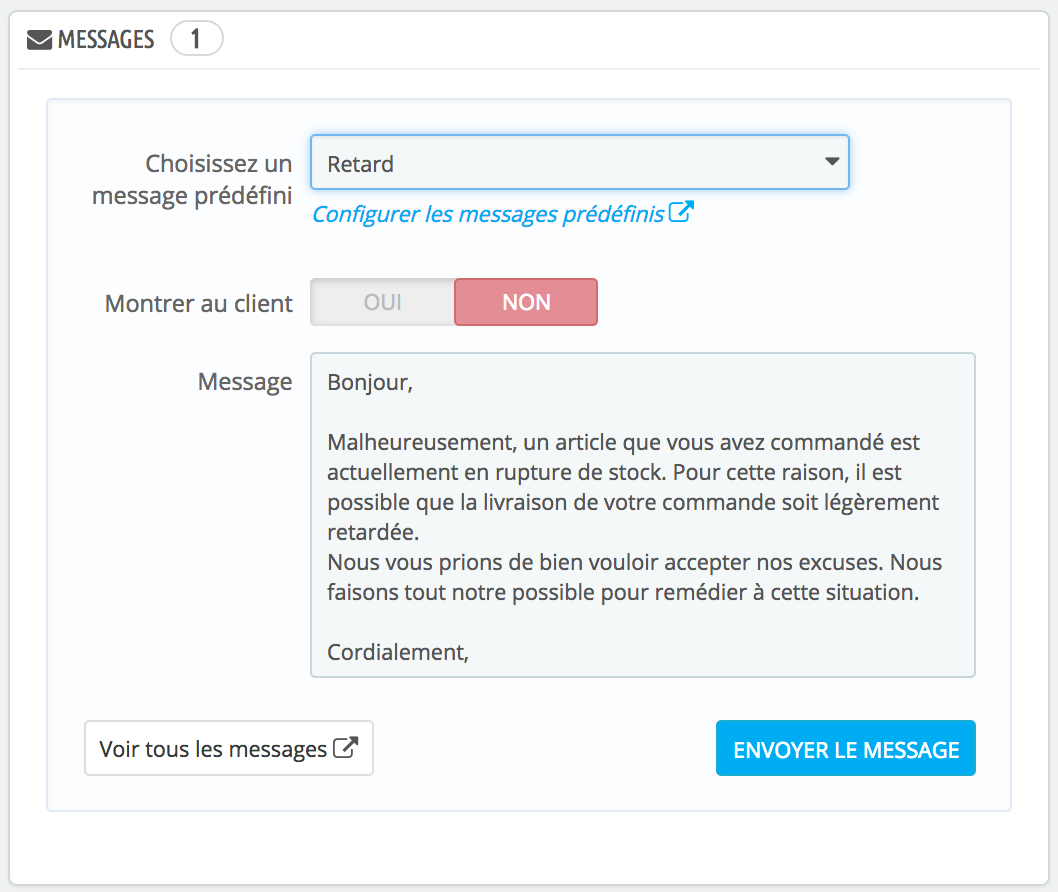 MESSAGES 1
Choisissez un
message prédéfini
Retard
Configurer les messages prédéfinis
Montrer au client
OUI
NON
Message
Bonjour,
Malheureusement, un article que vous avez commandé est
actuellement en rupture de stock. Pour cette raison, il est
possible que la livraison de votre commande soit légèrement
retardée.
Nous vous prions de bien vouloir accepter nos excuses. Nous
faisons tout notre possible pour remédier à cette situation.
Cordialement,
Voir tous les messages
ENVOYER LE MESSAGE